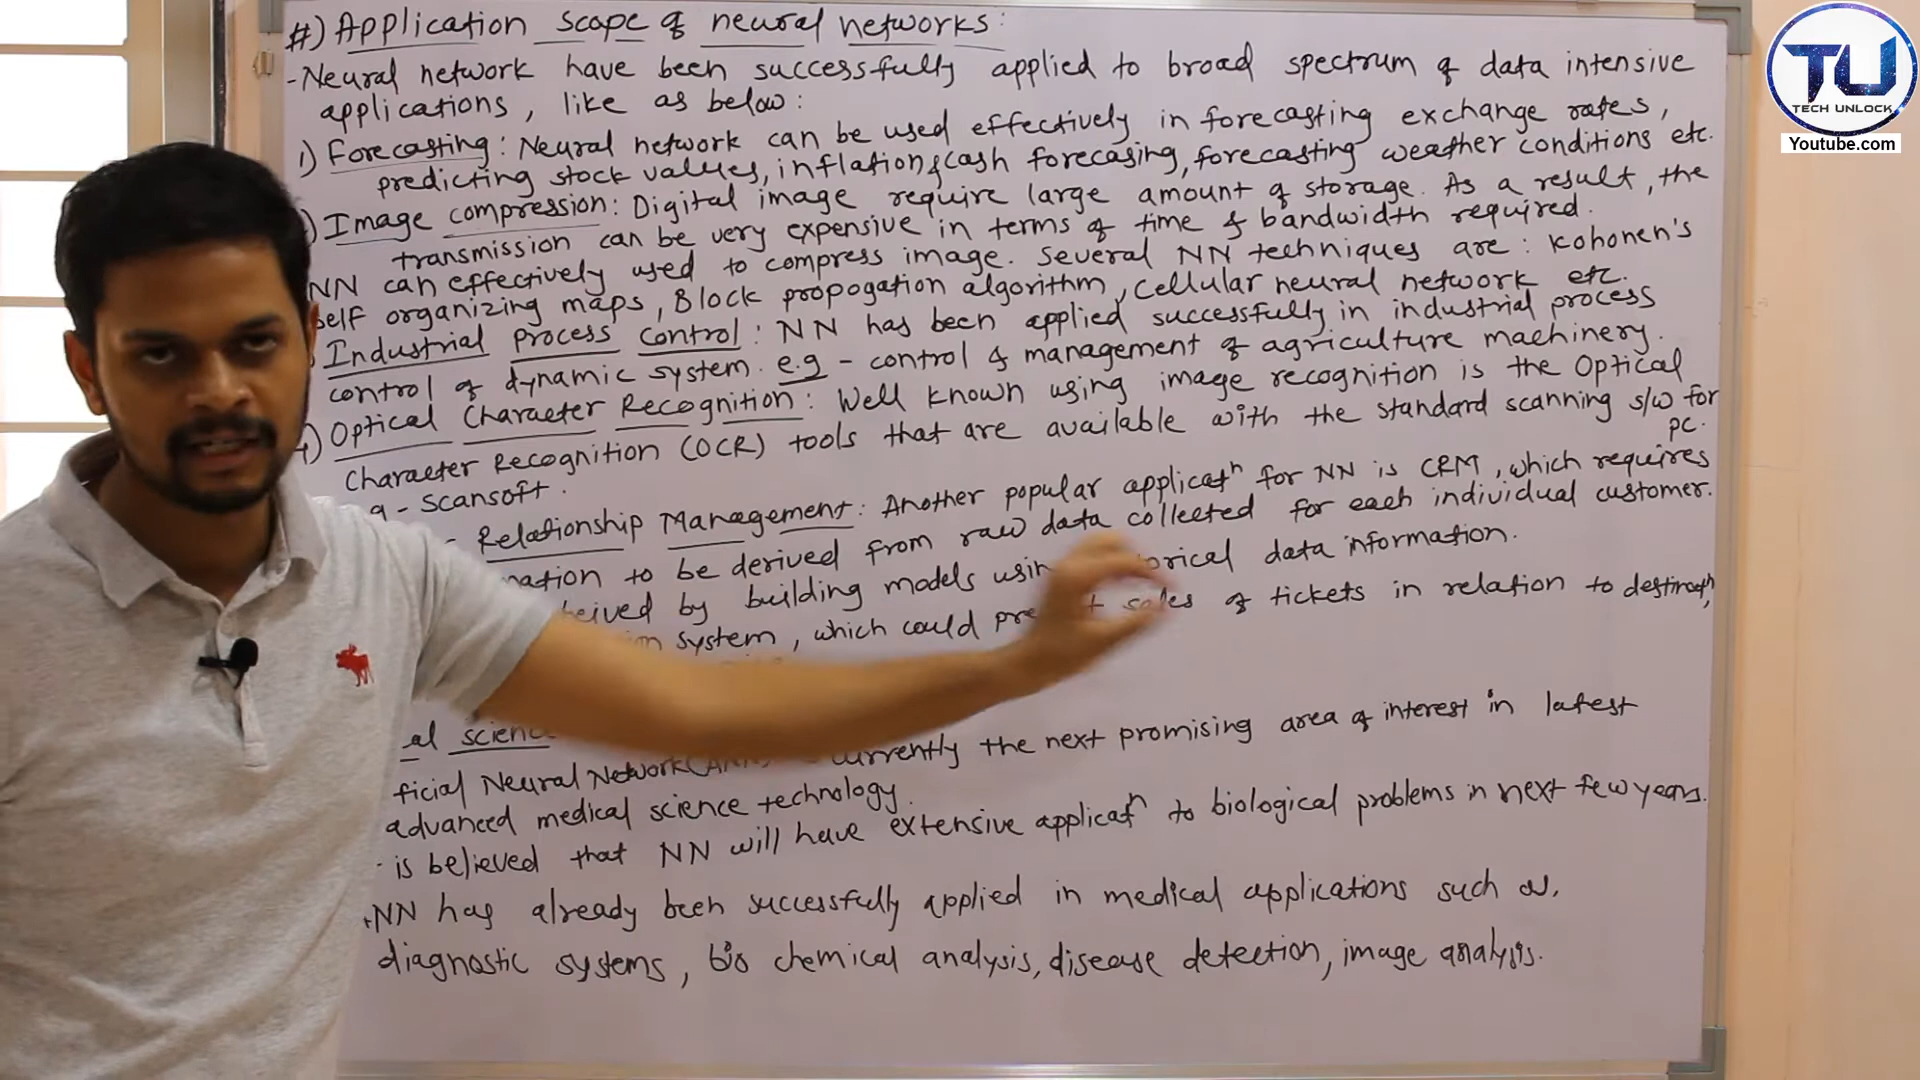 #) Application scope of neural networks:
- Neural network have been successfully applied to broad spectrum of data intensive
applications, like as below:
1) Forecasting: Neural network can be used effectively in forecasting exchange rates,
predicting stock values, inflation & cash forecasing, forecasting weather conditions etc.
) Image compression: Digital image require large amount of storage. As a result, the
transmission can be very expensive in terms of time & bandwidth required.
NN can effectively used to compress image. Several NN techniques are: Kohonen's
self organizing maps, Block propogation algorithm, cellular neural network etc.
) Industrial Process Control: NN has been applied successfully in industrial process
control of dynamic system. e.g - control & management of agriculture machinery.
) Optical Character Recognition: Well known using image recognition is the Optical
Character Recognition (OCR) tools that are available with the standard scanning s/w for
PC.
- Scansoft.
Relationship Management: Another popular applicatⁿ for NN is CRM, which requires
to be derived from raw data collected for each individual customer.
by building models data information.
system, which could sales of tickets in relation to
science
Neural Network currently the next promising area of interest in latest
advanced medical science technology.
is believed that NN will have extensive applicatⁿ to biological problems in next few years.
NN has already been successfully applied in medical applications such as,
diagnostic systems, bio chemical analysis, disease detection, image analysis.
TU
TECH UNLOCK
Youtube.com